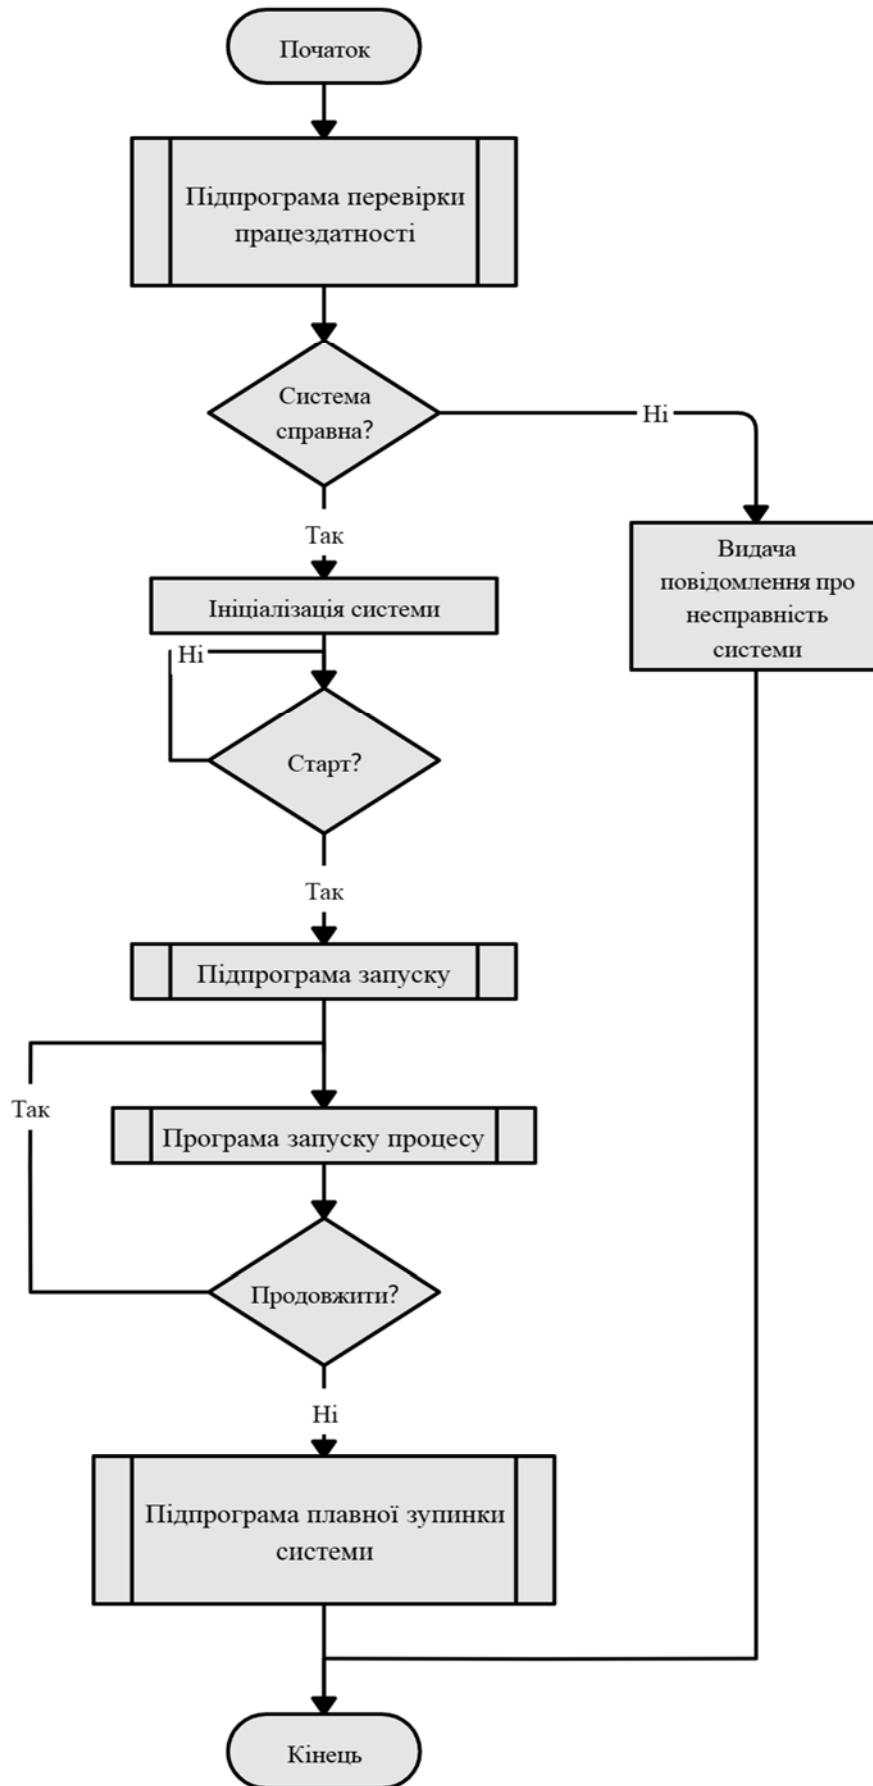 Початок
Підпрограма перевірки
працездатності
Система
справна?
Ні
Так
Видача
повідомлення про
несправність
системи
Ініціалізація системи
Ні
Старт?
Так
Підпрограма запуску
Так
Програма запуску процесу
Продовжити?
Ні
Підпрограма плавної зупинки
системи
Кінець